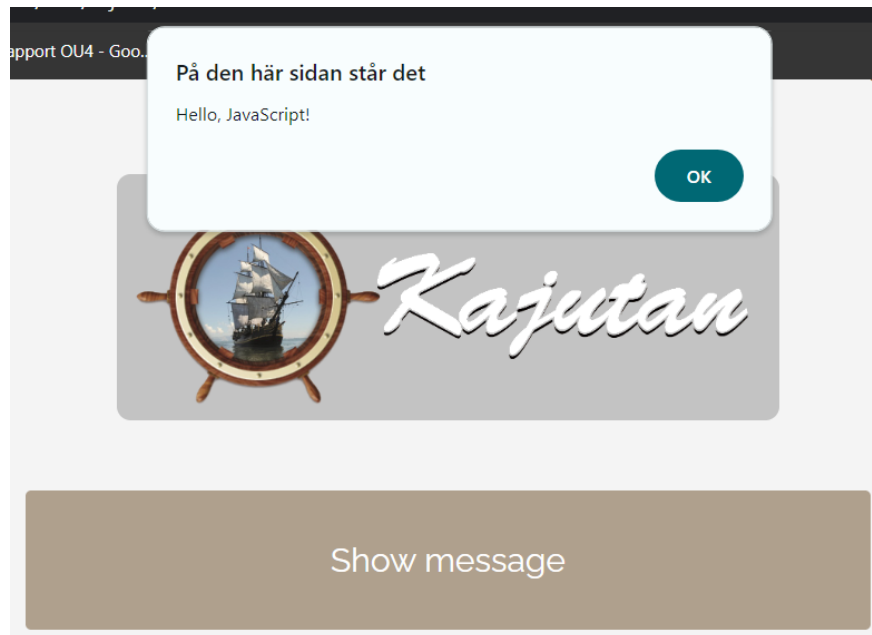 apport OU4 - Goo..
På den här sidan står det
Hello, JavaScript!
OK
Kajutan
Show message